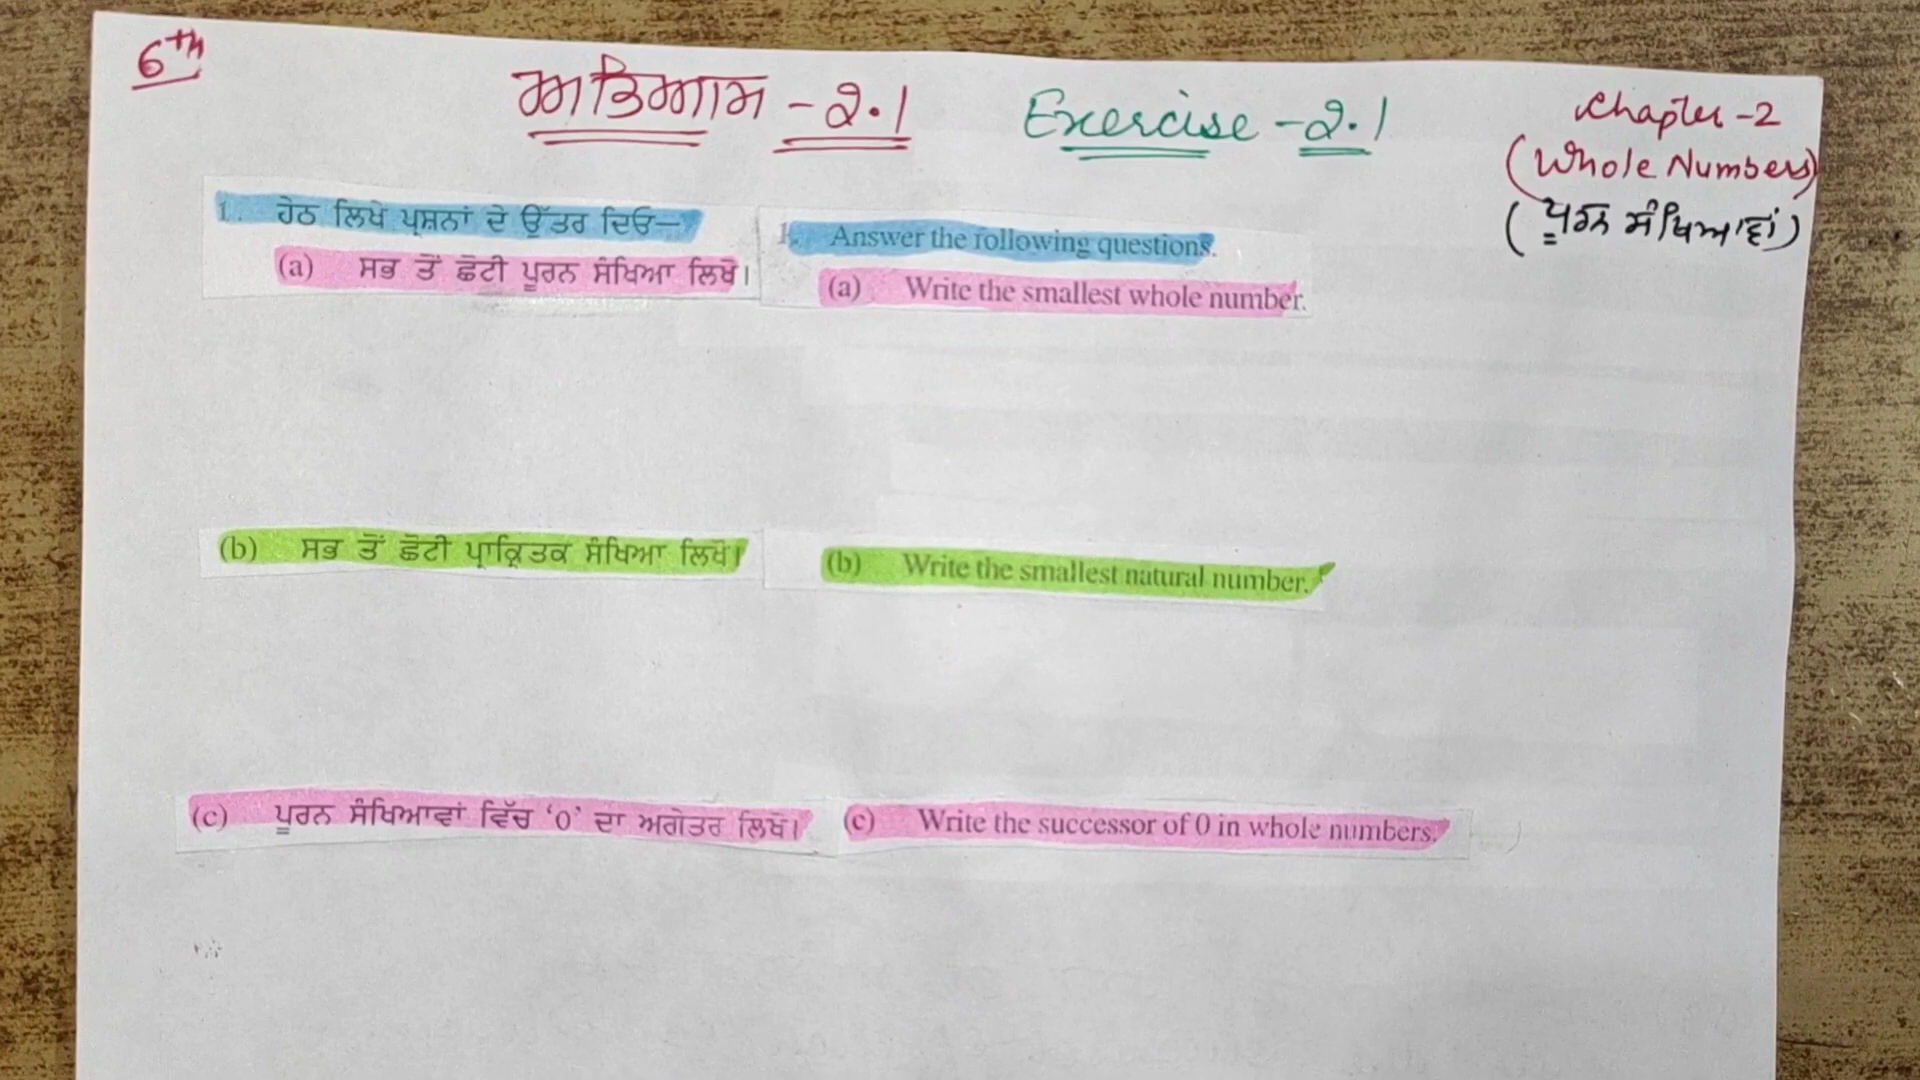 6th
ਅਭਿਆਸ - 2.1
Exercise - 2.1
Chapter - 2
(Whole Numbers)
(ਪੂਰਨ ਸੰਖਿਆਵਾਂ)
1. ਹੇਠ ਲਿਖੇ ਪ੍ਰਸ਼ਨਾਂ ਦੇ ਉੱਤਰ ਦਿਓ—
(a) ਸਭ ਤੋਂ ਛੋਟੀ ਪੂਰਨ ਸੰਖਿਆ ਲਿਖੋ।
1. Answer the following questions.
(a) Write the smallest whole number.
(b) ਸਭ ਤੋਂ ਛੋਟੀ ਪ੍ਰਾਕ੍ਰਿਤਕ ਸੰਖਿਆ ਲਿਖੋ।
(b) Write the smallest natural number.
(c) ਪੂਰਨ ਸੰਖਿਆਵਾਂ ਵਿੱਚ ‘0’ ਦਾ ਅਗੇਤਰ ਲਿਖੋ।
(c) Write the successor of 0 in whole numbers.